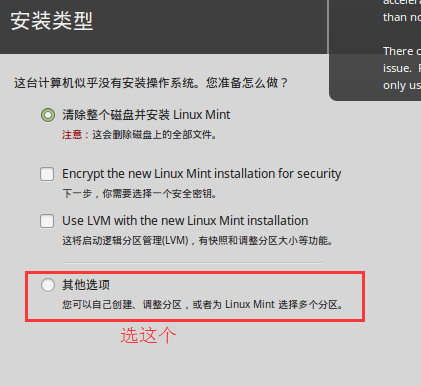 安装类型
than no
There c
issue.
only us
这台计算机似乎没有安装操作系统。您准备怎么做？
清除整个磁盘并安装 Linux Mint
注意：这会删除磁盘上的全部文件。
Encrypt the new Linux Mint installation for security
下一步，你需要选择一个安全密钥。
Use LVM with the new Linux Mint installation
这将启动逻辑分区管理(LVM)，有快照和调整分区大小等功能。
其他选项
您可以自己创建、调整分区，或者为 Linux Mint 选择多个分区。
选这个